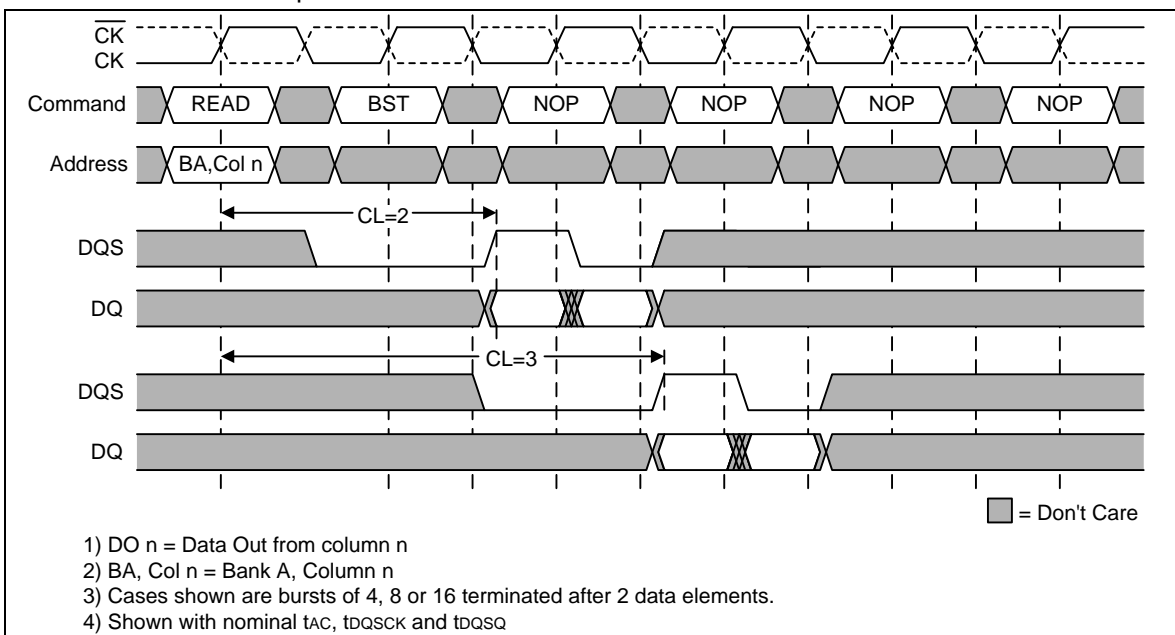 CK
CK
Command READ BST NOP NOP NOP NOP
Address BA,Col n
CL=2
DQS
DQ
CL=3
DQS
DQ
= Don't Care
1) DO n = Data Out from column n
2) BA, Col n = Bank A, Column n
3) Cases shown are bursts of 4, 8 or 16 terminated after 2 data elements.
4) Shown with nominal tAC, tDQSCK and tDQSQ